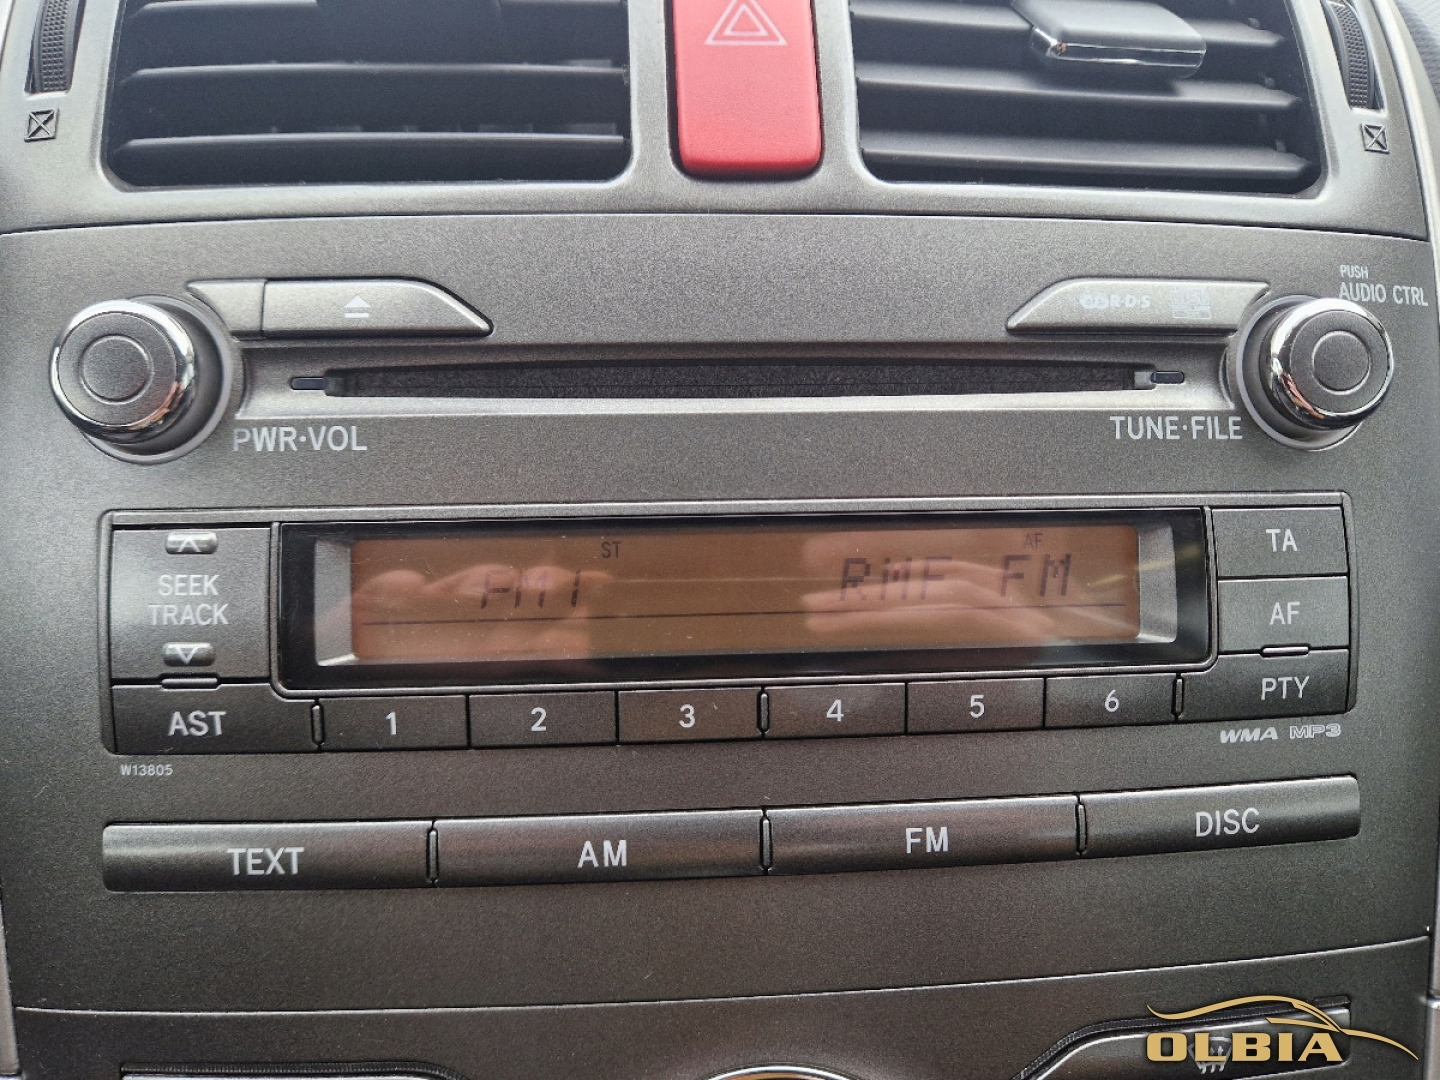 PUSH
AUDIO CTRL
R·D·S
PWR·VOL
TUNE·FILE
ST
AF
FM1
RMF FM
SEEK
TRACK
TA
AF
PTY
AST
1
2
3
4
5
6
WMA MP3
W13805
TEXT
AM
FM
DISC
OLBIA